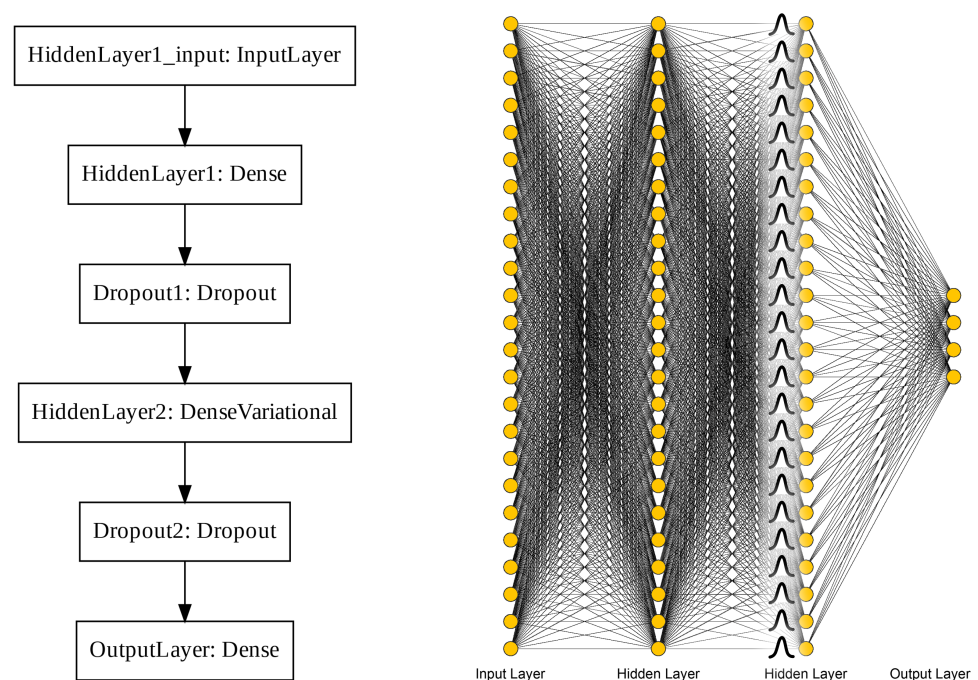 HiddenLayer1_input: InputLayer
HiddenLayer1: Dense
Dropout1: Dropout
HiddenLayer2: DenseVariational
Dropout2: Dropout
OutputLayer: Dense
Input Layer
Hidden Layer
Hidden Layer
Output Layer